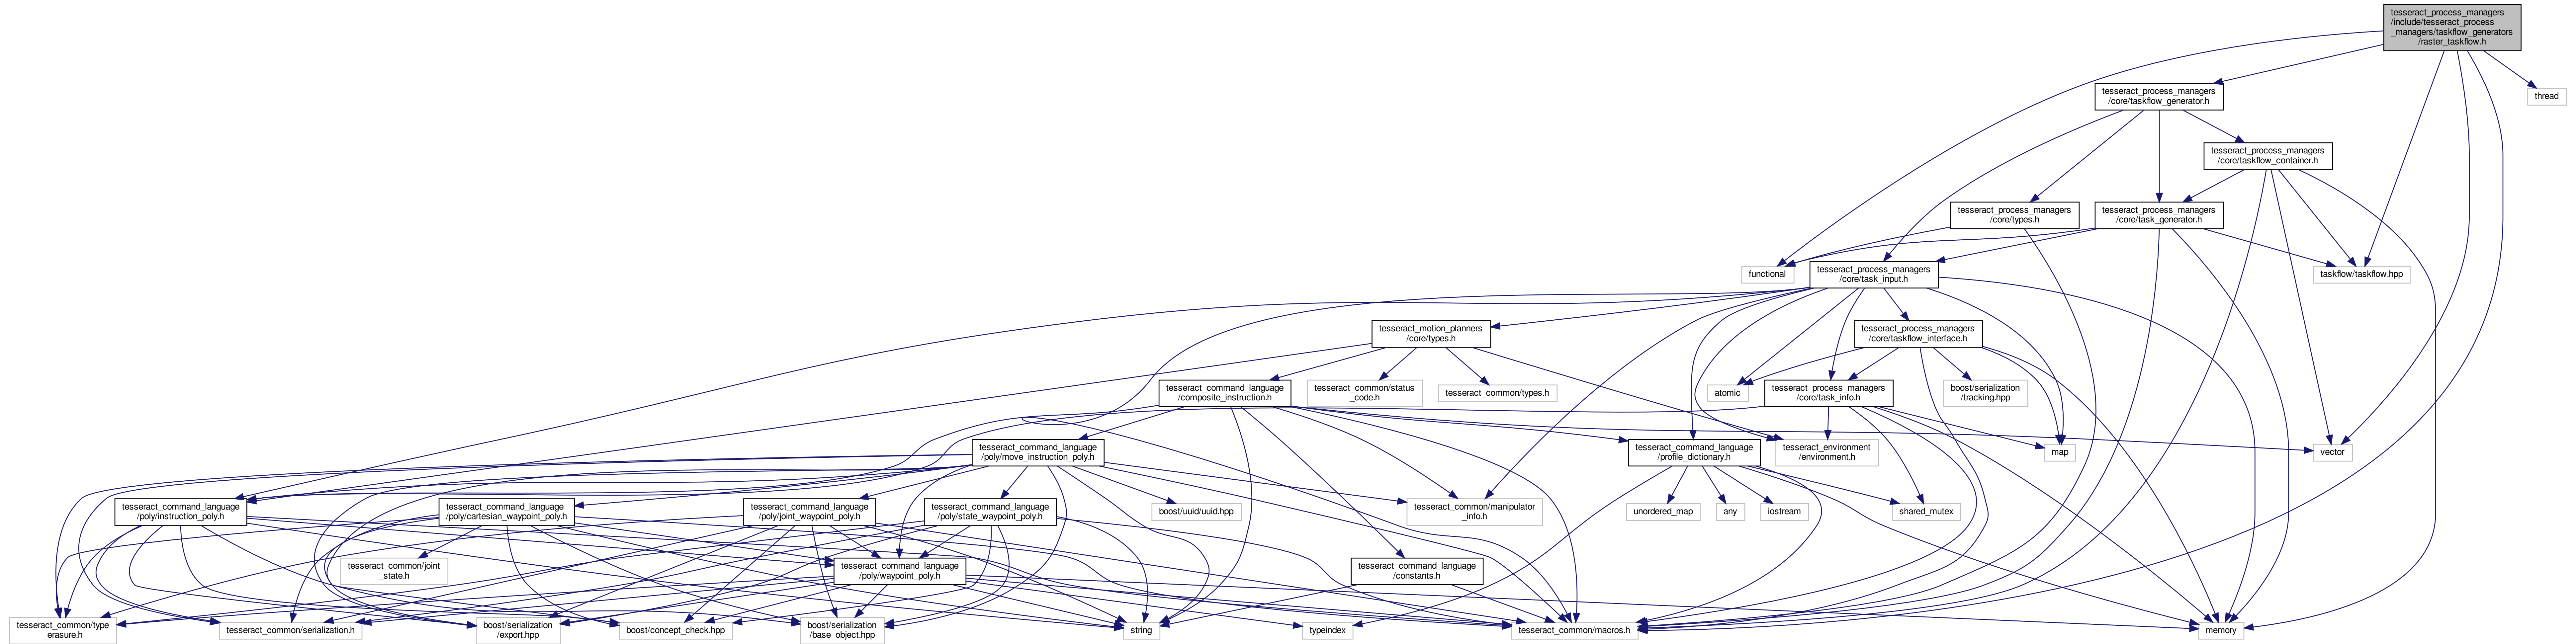 tesseract_process_managers
/include/tesseract_process
_managers/taskflow_generators
/raster_taskflow.h
tesseract_process_managers
/core/taskflow_generator.h
thread
tesseract_process_managers
/core/taskflow_container.h
tesseract_process_managers
/core/types.h
tesseract_process_managers
/core/task_generator.h
functional
tesseract_process_managers
/core/task_input.h
taskflow/taskflow.hpp
tesseract_motion_planners
/core/types.h
tesseract_process_managers
/core/taskflow_interface.h
tesseract_command_language
/composite_instruction.h
tesseract_common/status
_code.h
tesseract_common/types.h
atomic
tesseract_process_managers
/core/task_info.h
boost/serialization
/tracking.hpp
tesseract_command_language
/poly/move_instruction_poly.h
tesseract_command_language
/profile_dictionary.h
tesseract_environment
/environment.h
map
vector
tesseract_command_language
/poly/instruction_poly.h
tesseract_command_language
/poly/cartesian_waypoint_poly.h
tesseract_command_language
/poly/joint_waypoint_poly.h
tesseract_command_language
/poly/state_waypoint_poly.h
boost/uuid/uuid.hpp
tesseract_common/manipulator
_info.h
unordered_map
any
iostream
shared_mutex
tesseract_common/joint
_state.h
tesseract_command_language
/poly/waypoint_poly.h
tesseract_command_language
/constants.h
tesseract_common/type
_erasure.h
tesseract_common/serialization.h
boost/serialization
/export.hpp
boost/concept_check.hpp
boost/serialization
/base_object.hpp
string
typeindex
tesseract_common/macros.h
memory